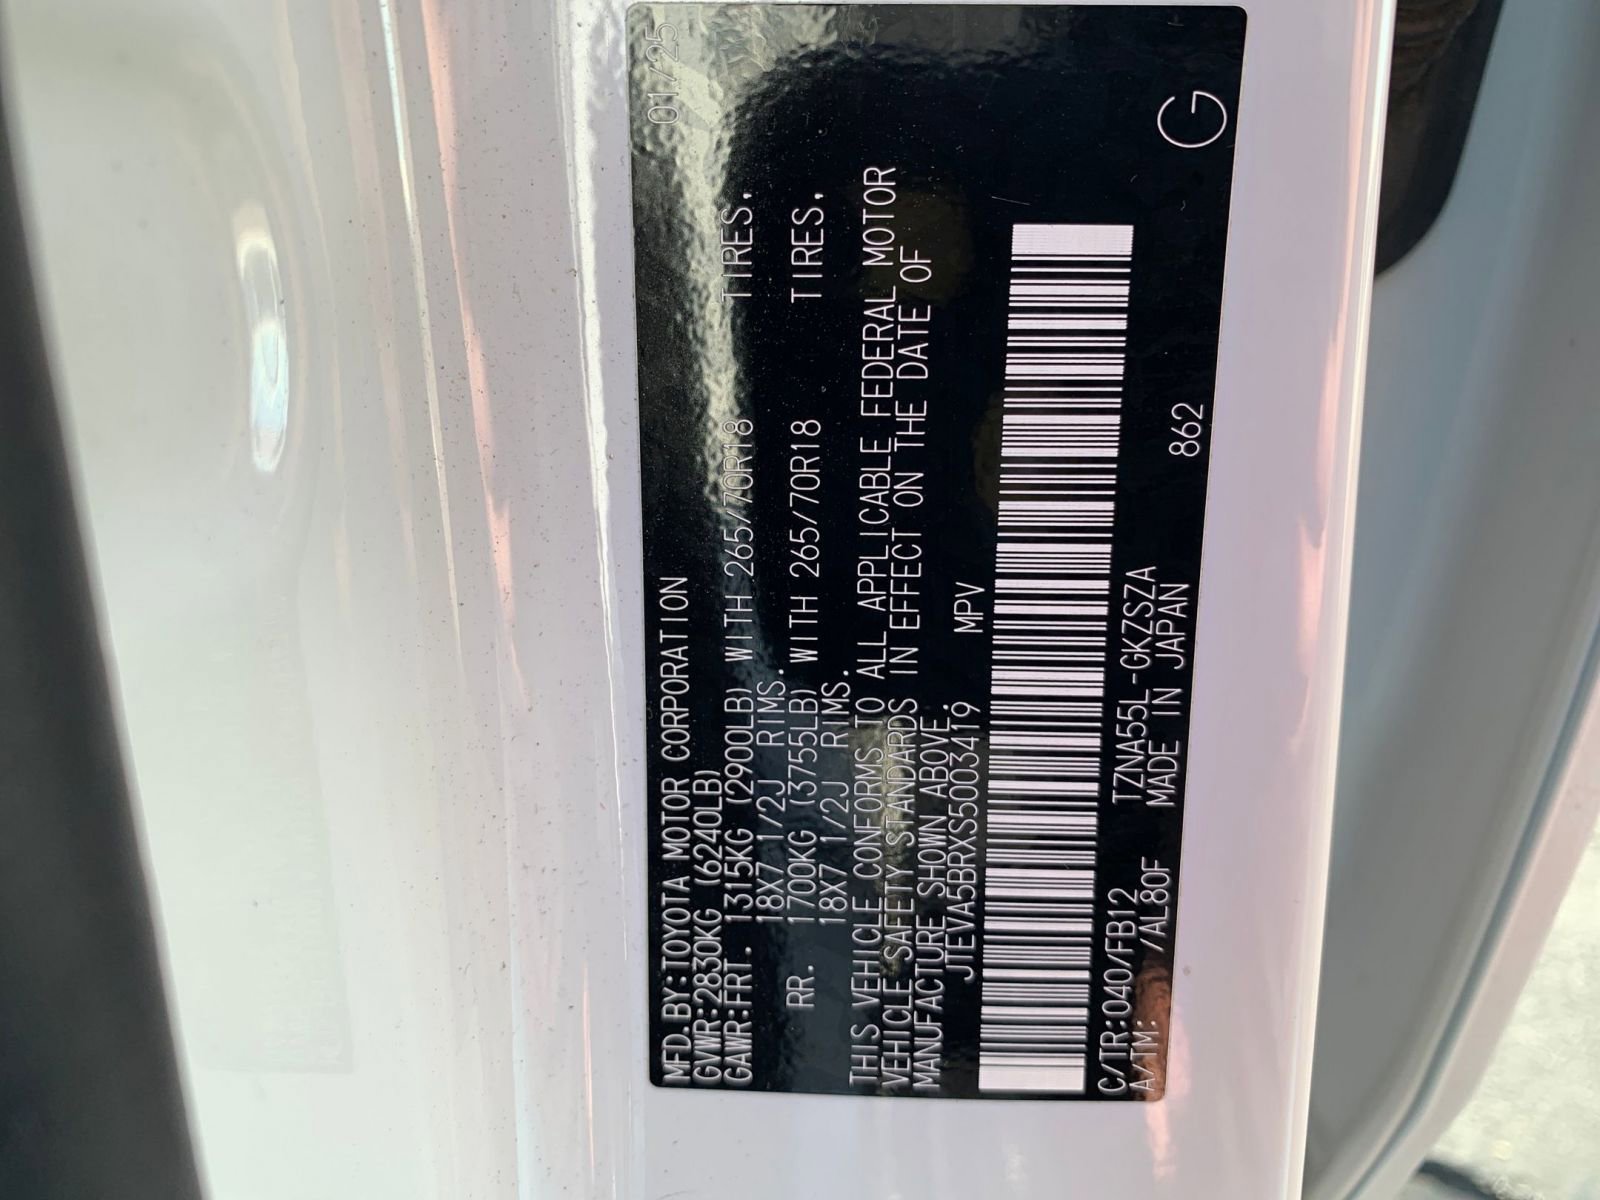 MFD.BY:TOYOTA MOTOR CORPORATION 01/25
GVWR:2830KG (6240LB)
GAWR:FRT. 1315KG (2900LB) WITH 265/70R18 TIRES,
18X7 1/2J RIMS.
RR. 1700KG (3755LB) WITH 265/70R18 TIRES,
18X7 1/2J RIMS.
THIS VEHICLE CONFORMS TO ALL APPLICABLE FEDERAL MOTOR
VEHICLE SAFETY STANDARDS IN EFFECT ON THE DATE OF
MANUFACTURE SHOWN ABOVE.
JTEVA5BRXS5003419 MPV
C/TR:040/FB12 TZNA55L-GKZSZA
A/TM: /AL80F MADE IN JAPAN 862 G